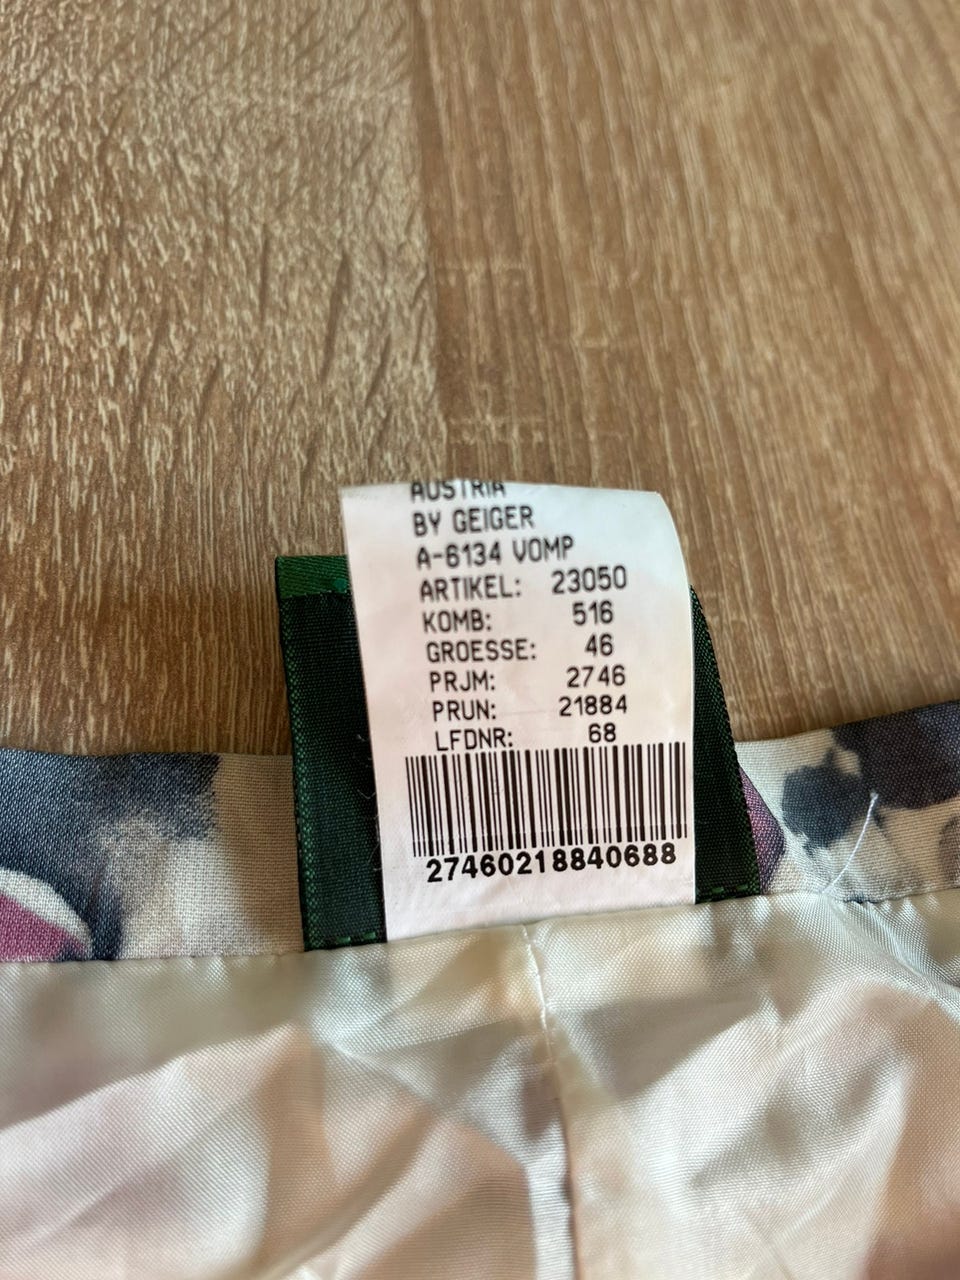 AUSTRIA
BY GEIGER
A-6134 VOMP
ARTIKEL: 23050
KOMB: 516
GROESSE: 46
PRJM: 2746
PRUN: 21884
LFDNR: 68
27460218840688